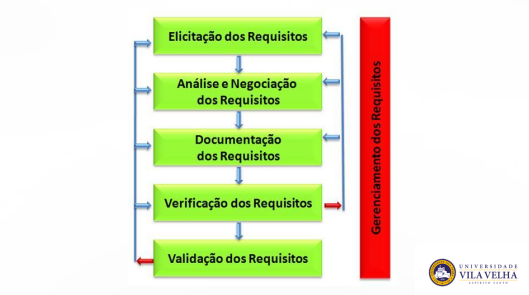 Elicitação dos Requisitos
Análise e Negociação
dos Requisitos
Documentação
dos Requisitos
Verificação dos Requisitos
Validação dos Requisitos
Gerenciamento dos Requisitos
UNIVERSIDADE
VILA VELHA
ESPÍRITO SANTO